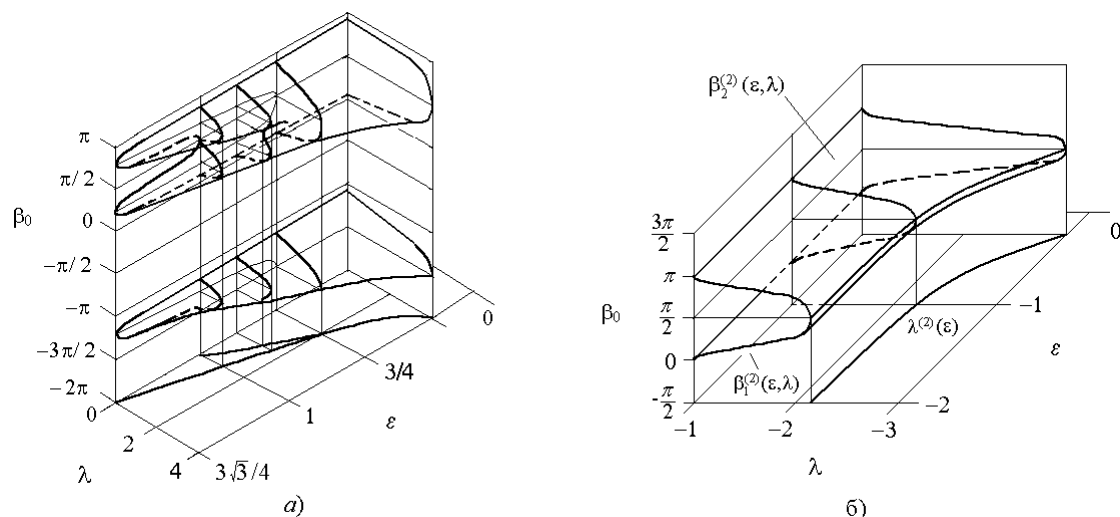 π
π/2
0
−π/2
−π
−3π/2
−2π
β₀
0
2
4
λ
3√3/4
1
3/4
0
ε
а)
β₂⁽²⁾(ε,λ)
3π/2
π
π/2
0
-π/2
β₀
β₁⁽²⁾(ε,λ)
λ⁽²⁾(ε)
−1
−2
−3
λ
0
−1
−2
ε
б)